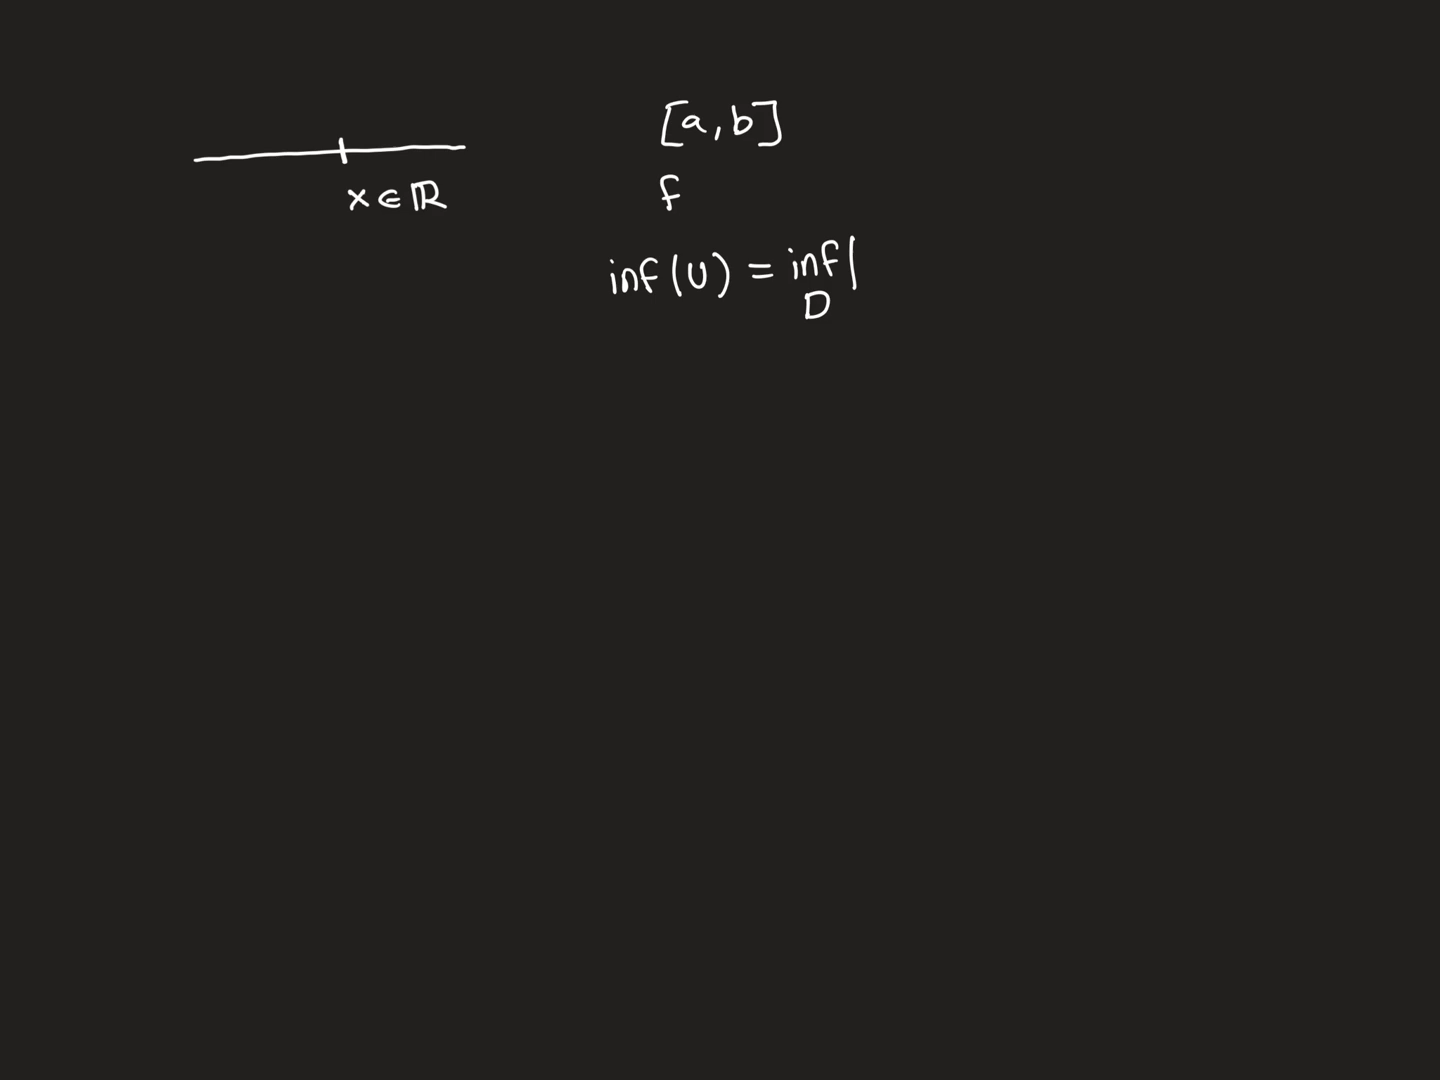 [a, b]
x ∈ ℝ
f
inf (U) = inf |
D